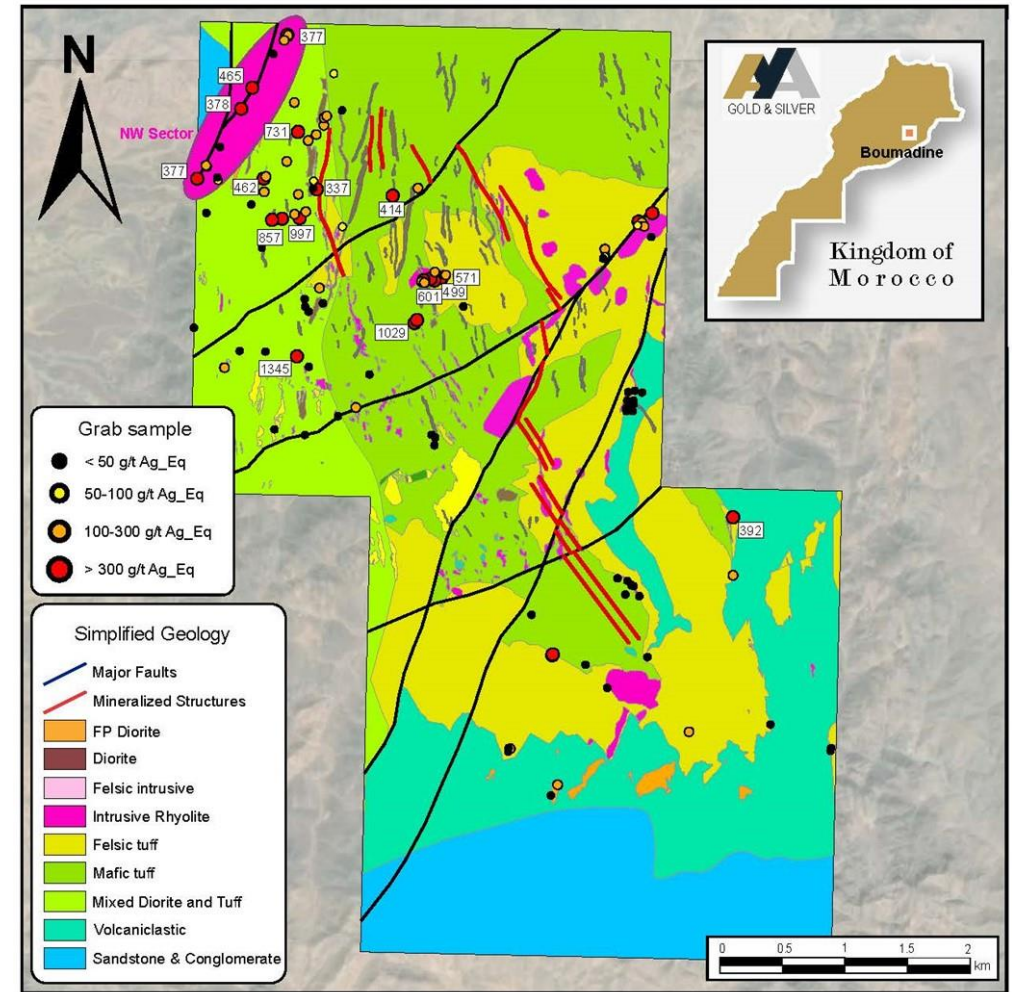 N
377
465
378
NW Sector
731
377
462
337
414
857
997
571
601
499
1029
1345
392
AYA
GOLD & SILVER
Boumadine
Kingdom of
Morocco
Grab sample
< 50 g/t Ag_Eq
50-100 g/t Ag_Eq
100-300 g/t Ag_Eq
> 300 g/t Ag_Eq
Simplified Geology
Major Faults
Mineralized Structures
FP Diorite
Diorite
Felsic intrusive
Intrusive Rhyolite
Felsic tuff
Mafic tuff
Mixed Diorite and Tuff
Volcaniclastic
Sandstone & Conglomerate
0 0.5 1 1.5 2
km